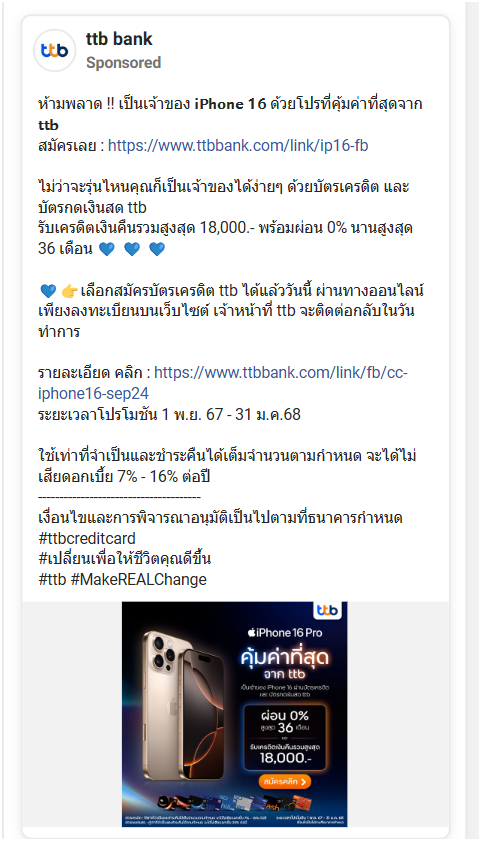 ttb
ttb bank
Sponsored
ห้ามพลาด !! เป็นเจ้าของ iPhone 16 ด้วยโปรที่คุ้มค่าที่สุดจาก
ttb
สมัครเลย : https://www.ttbbank.com/link/ip16-fb
ไม่ว่าจะรุ่นไหนคุณก็เป็นเจ้าของได้ง่ายๆ ด้วยบัตรเครดิต และ
บัตรกดเงินสด ttb
รับเครดิตเงินคืนรวมสูงสุด 18,000.- พร้อมผ่อน 0% นานสูงสุด
36 เดือน 💙 💙 💙
💙 👉 เลือกสมัครบัตรเครดิต ttb ได้แล้ววันนี้ ผ่านทางออนไลน์
เพียงลงทะเบียนบนเว็บไซต์ เจ้าหน้าที่ ttb จะติดต่อกลับในวัน
ทำการ
รายละเอียด คลิก : https://www.ttbbank.com/link/fb/cc-
iphone16-sep24
ระยะเวลาโปรโมชัน 1 พ.ย. 67 - 31 ม.ค.68
ใช้เท่าที่จำเป็นและชำระคืนได้เต็มจำนวนตามกำหนด จะได้ไม่
เสียดอกเบี้ย 7% - 16% ต่อปี
--------------------------------------
เงื่อนไขและการพิจารณาอนุมัติเป็นไปตามที่ธนาคารกำหนด
#ttbcreditcard
#เปลี่ยนเพื่อให้ชีวิตคุณดีขึ้น
#ttb #MakeREALChange
ttb
iPhone 16 Pro
คุ้มค่าที่สุด
จาก ttb
เป็นเจ้าของ iPhone 16 ผ่านบัตรเครดิต
และ บัตรกดเงินสด ttb
ผ่อน 0%
สูงสุด 36 เดือน
รับเครดิตเงินคืนรวมสูงสุด
18,000.-
สมัครคลิก